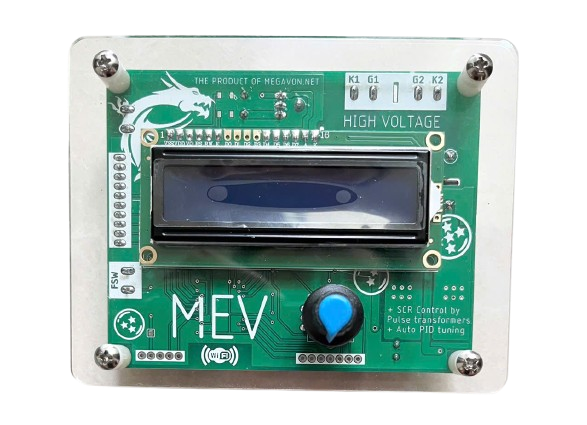 THE PRODUCT OF MEGAVON.NET
K1 G1 G2 K2
HIGH VOLTAGE
1
16
FSW
MEV
WiFi
+ SCR Control by
Pulse transformers
+ Auto PID tuning